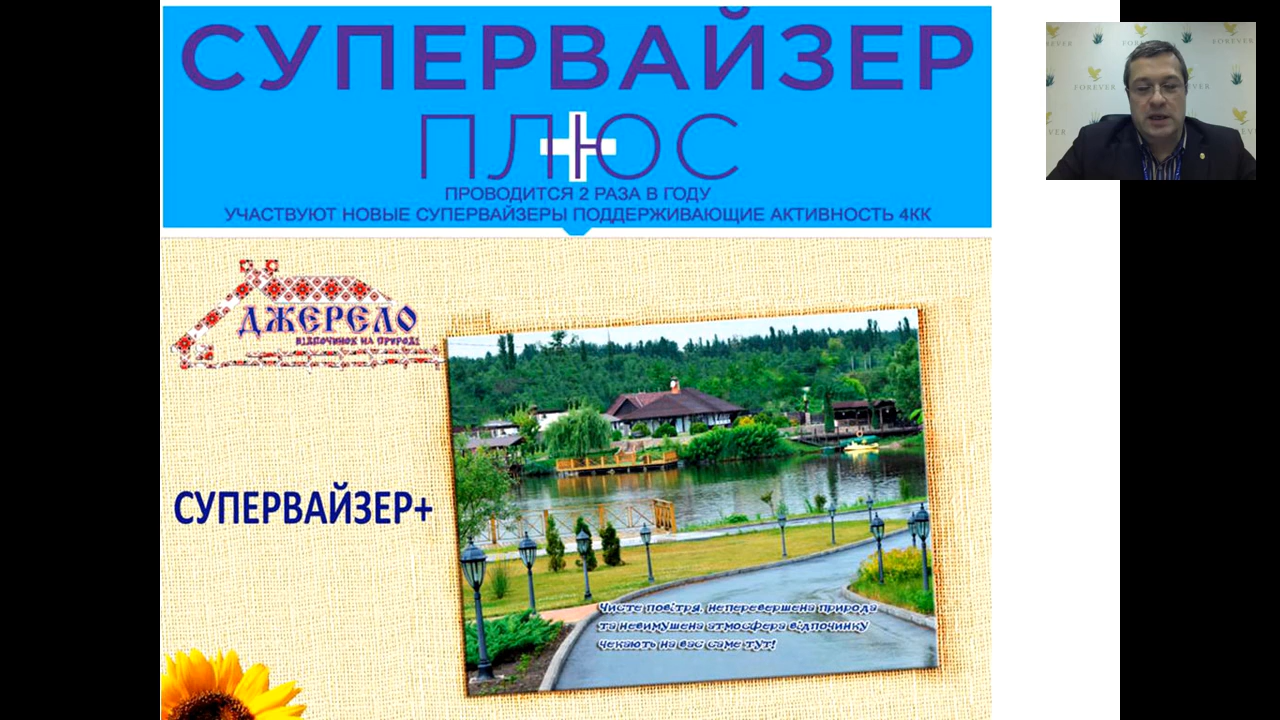 СУПЕРВАЙЗЕР
ПЛЮС
ПРОВОДИТСЯ 2 РАЗА В ГОДУ
УЧАСТВУЮТ НОВЫЕ СУПЕРВАЙЗЕРЫ ПОДДЕРЖИВАЮЩИЕ АКТИВНОСТЬ 4КК
ДЖЕРЕЛО
ВІДПОЧИНОК НА ПРИРОДІ
СУПЕРВАЙЗЕР+
Чисте повітря, неперевершена природа
та невимушена атмосфера відпочинку
чекають на вас саме тут!
FOREVER